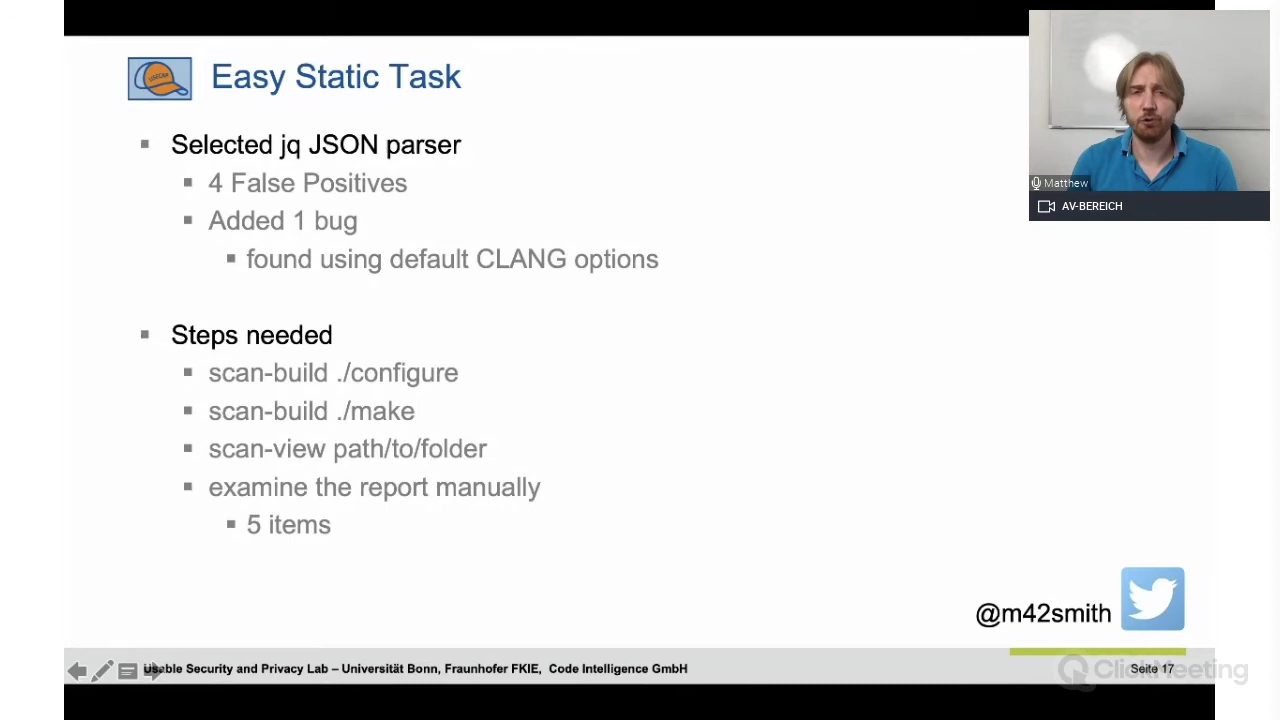 USECAP
Easy Static Task
Selected jq JSON parser
4 False Positives
Added 1 bug
found using default CLANG options
Steps needed
scan-build ./configure
scan-build ./make
scan-view path/to/folder
examine the report manually
5 items
Matthew
AV-BEREICH
@m42smith
Usable Security and Privacy Lab – Universität Bonn, Fraunhofer FKIE, Code Intelligence GmbH
Seite 17
ClickMeeting